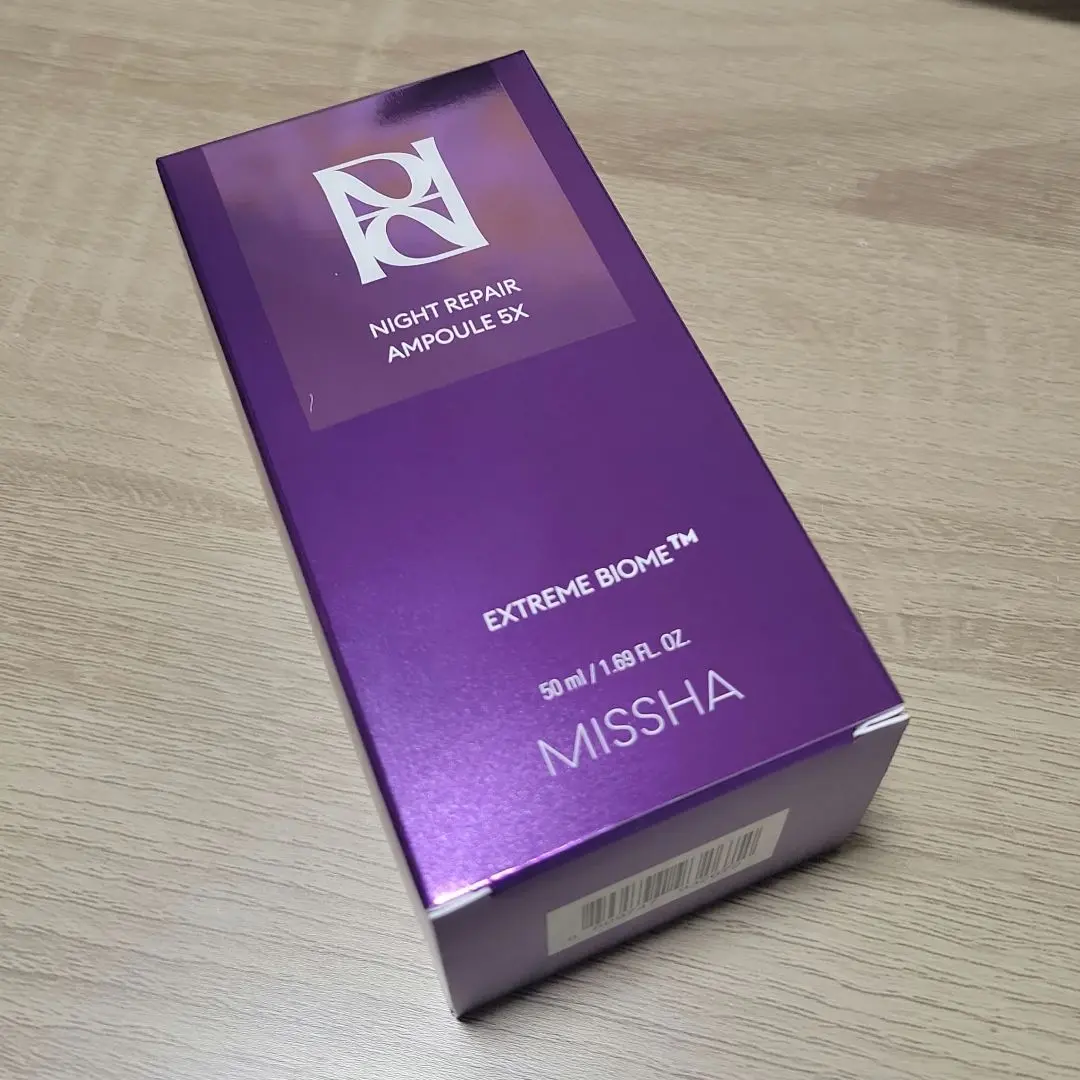 NIGHT REPAIR
AMPOULE 5X
EXTREME BIOME™
50 ml / 1.69 FL. OZ.
MISSHA